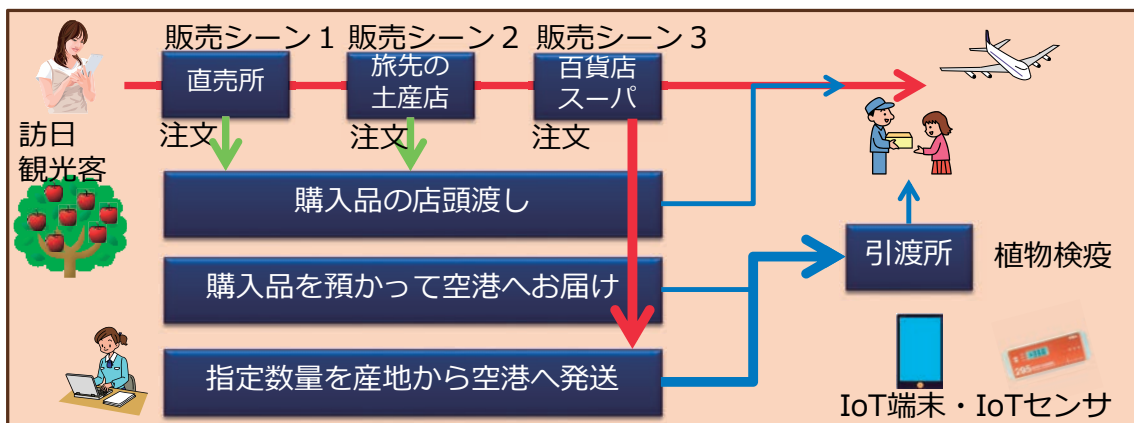 販売シーン１ 販売シーン２ 販売シーン３
直売所
旅先の
土産店
百貨店
スーパ
訪日
観光客
注文
注文
注文
購入品の店頭渡し
購入品を預かって空港へお届け
指定数量を産地から空港へ発送
引渡所
植物検疫
IoT端末・IoTセンサ